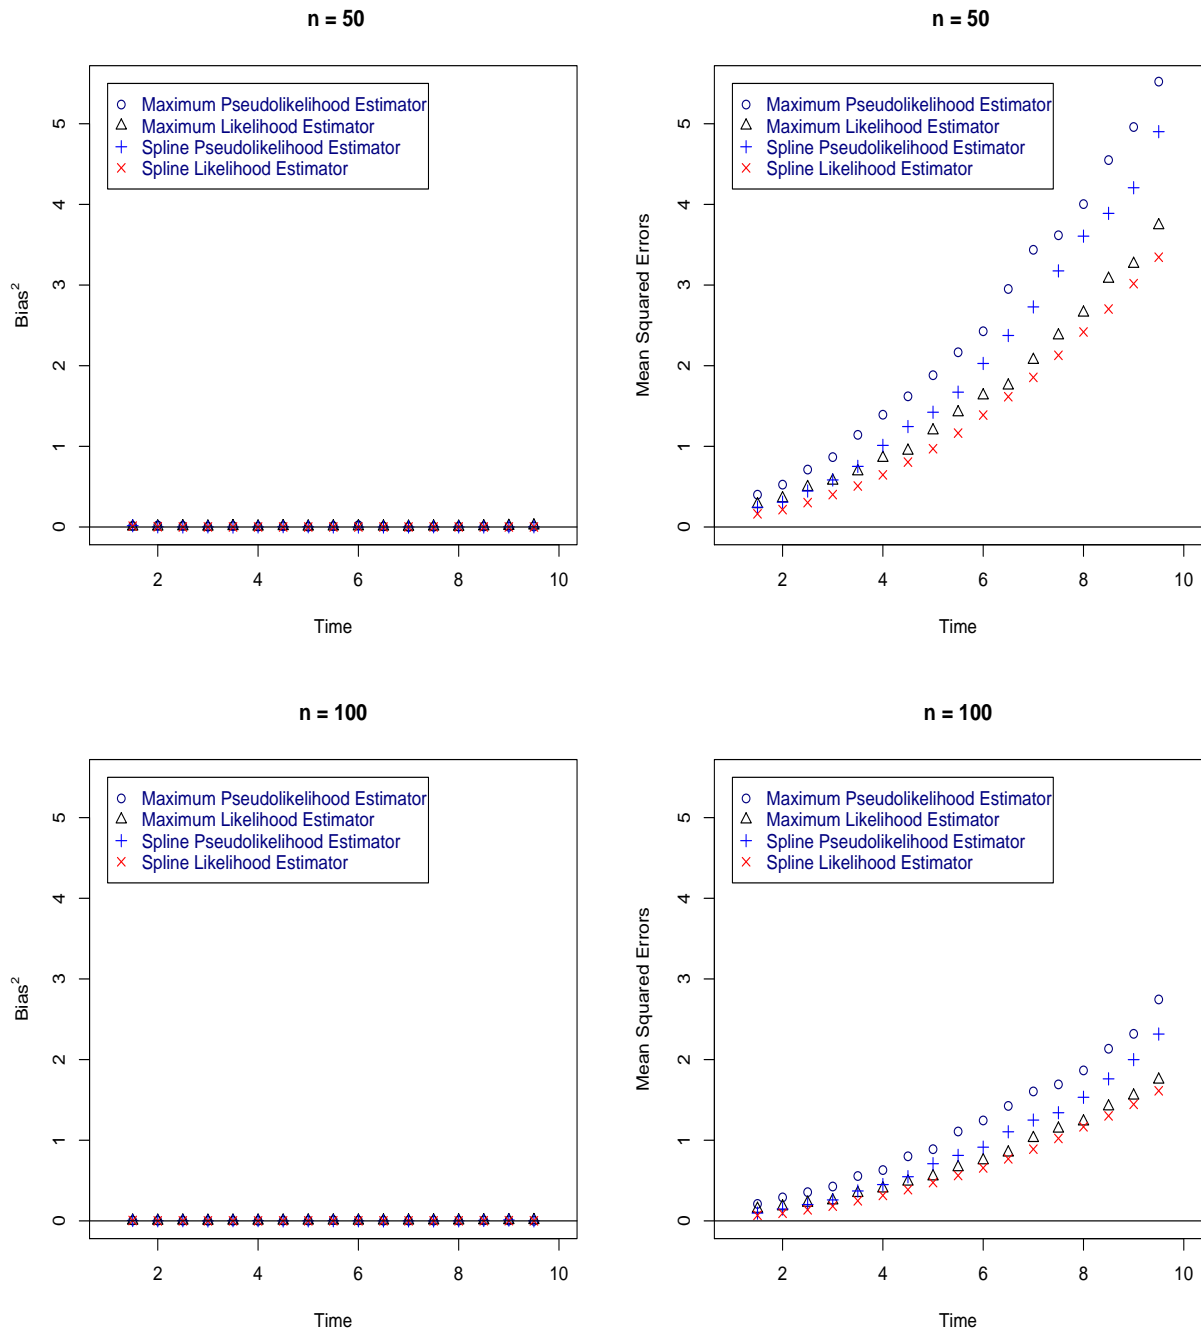 n = 50
Maximum Pseudolikelihood Estimator
Maximum Likelihood Estimator
Spline Pseudolikelihood Estimator
Spline Likelihood Estimator
Bias²
0 1 2 3 4 5
2 4 6 8 10
Time
n = 50
Maximum Pseudolikelihood Estimator
Maximum Likelihood Estimator
Spline Pseudolikelihood Estimator
Spline Likelihood Estimator
Mean Squared Errors
0 1 2 3 4 5
2 4 6 8 10
Time
n = 100
Maximum Pseudolikelihood Estimator
Maximum Likelihood Estimator
Spline Pseudolikelihood Estimator
Spline Likelihood Estimator
Bias²
0 1 2 3 4 5
2 4 6 8 10
Time
n = 100
Maximum Pseudolikelihood Estimator
Maximum Likelihood Estimator
Spline Pseudolikelihood Estimator
Spline Likelihood Estimator
Mean Squared Errors
0 1 2 3 4 5
2 4 6 8 10
Time